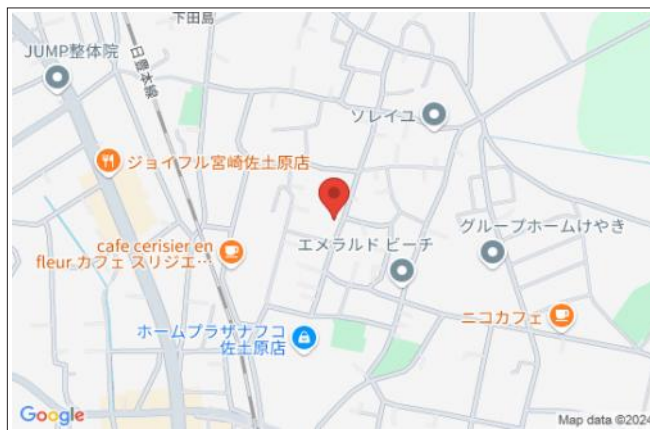 下田島
JUMP整体院
日豊本線
ソレイユ
ジョイフル宮崎佐土原店
グループホームけやき
cafe cerisier en
fleur カフェ スリジエ…
エメラルド ビーチ
ニコカフェ
ホームプラザナフコ
佐土原店
Google
Map data ©2024